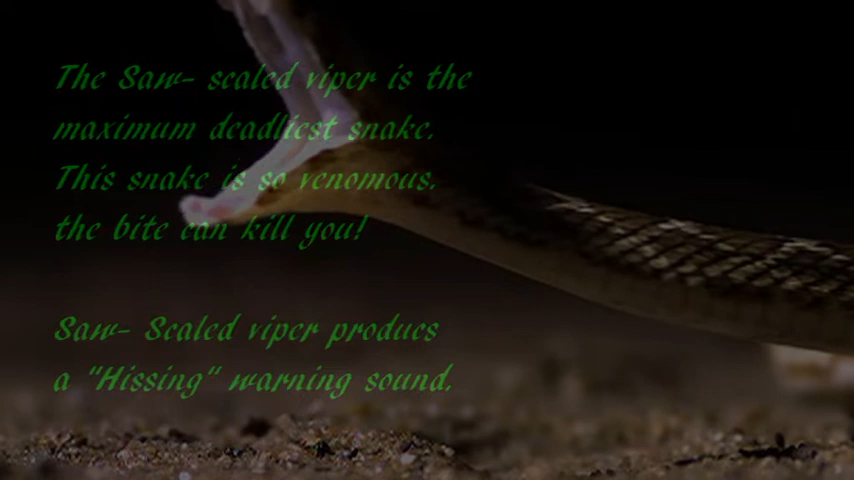 The Saw- scaled viper is the
maximum deadliest snake.
This snake is so venomous.
the bite can kill you!
Saw- Scaled viper producs
a "Hissing" warning sound.